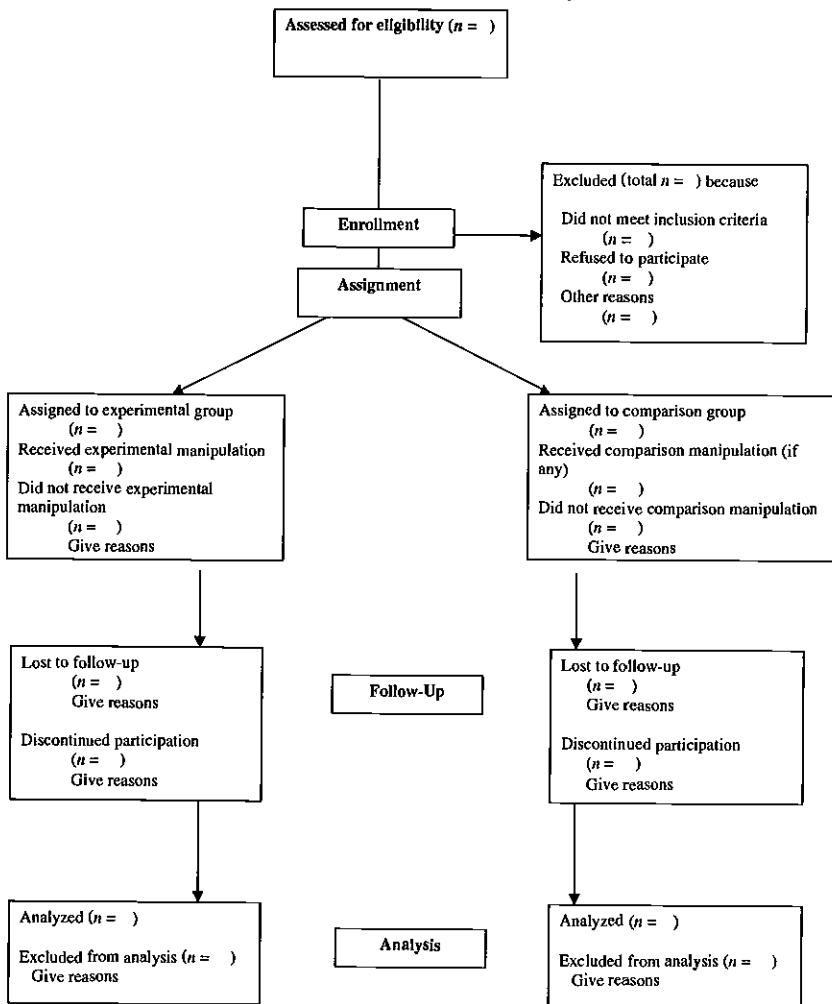 Assessed for eligibility (n = )
Excluded (total n = ) because
Did not meet inclusion criteria
(n = )
Refused to participate
(n = )
Other reasons
(n = )
Enrollment
Assignment
Assigned to experimental group
(n = )
Received experimental manipulation
(n = )
Did not receive experimental
manipulation
(n = )
Give reasons
Assigned to comparison group
(n = )
Received comparison manipulation (if
any)
(n = )
Did not receive comparison manipulation
(n = )
Give reasons
Lost to follow-up
(n = )
Give reasons
Discontinued participation
(n = )
Give reasons
Follow-Up
Lost to follow-up
(n = )
Give reasons
Discontinued participation
(n = )
Give reasons
Analyzed (n = )
Excluded from analysis (n = )
Give reasons
Analysis
Analyzed (n = )
Excluded from analysis (n = )
Give reasons